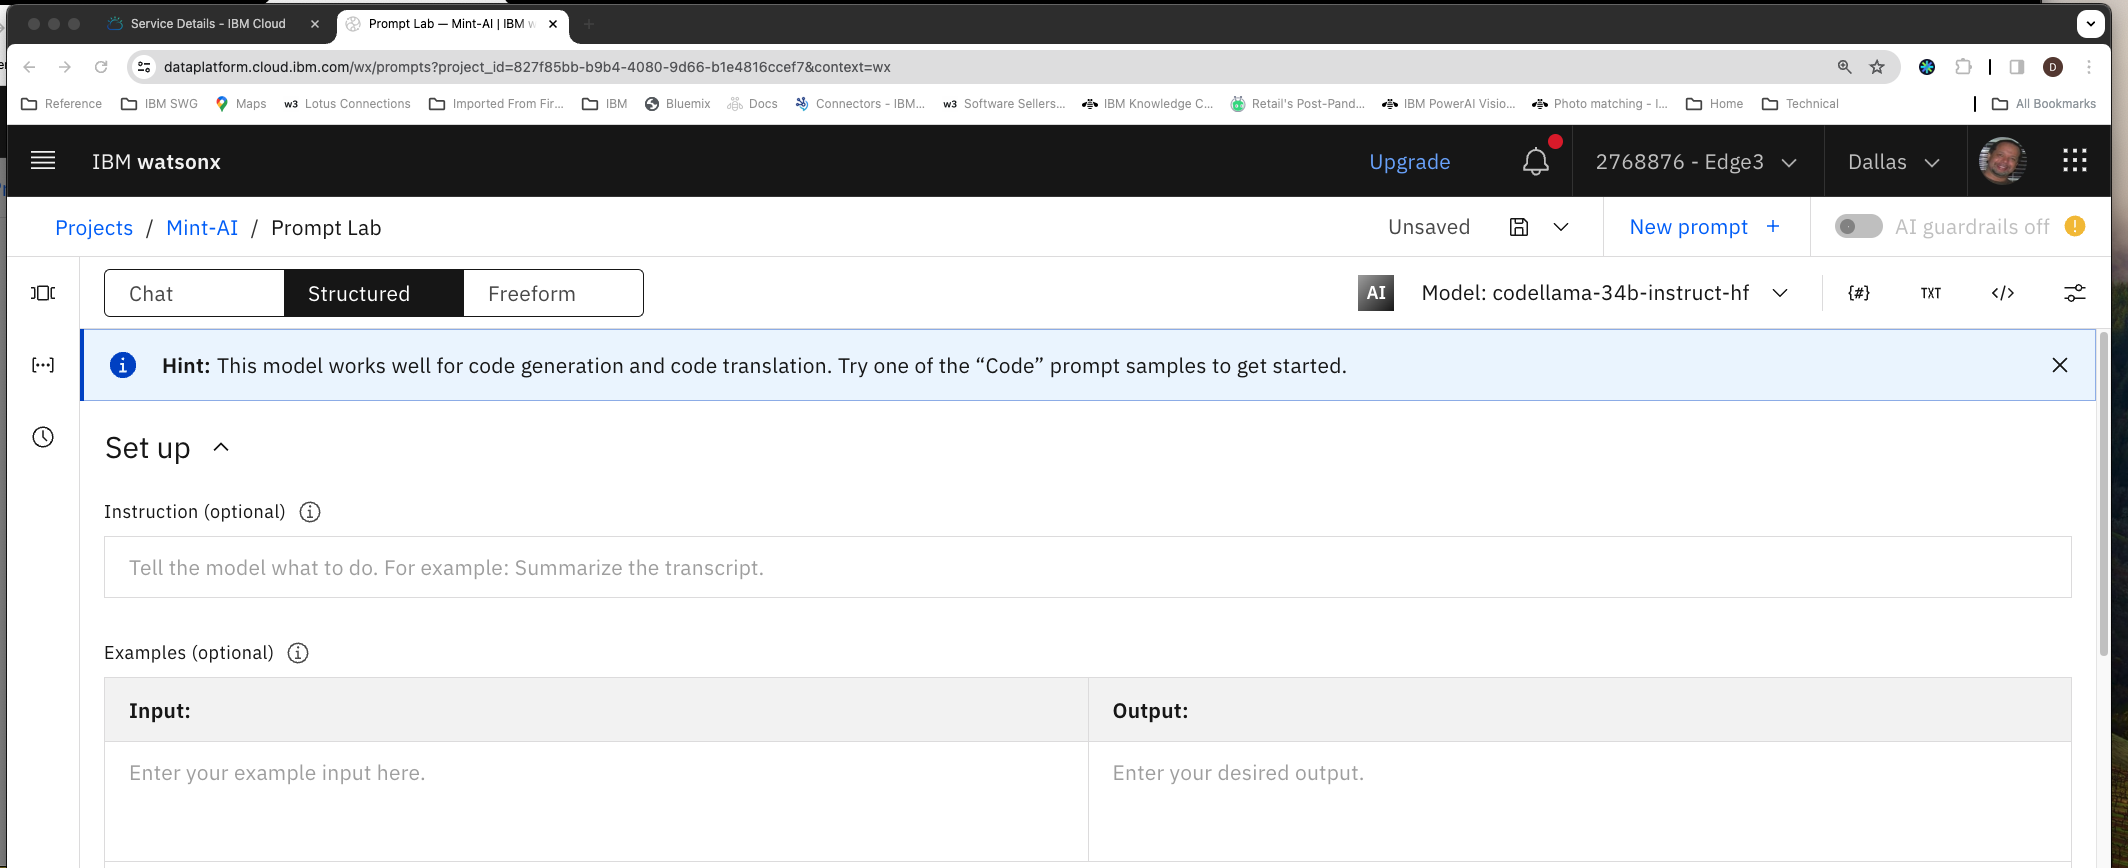 Service Details - IBM Cloud
Prompt Lab — Mint-AI | IBM w
dataplatform.cloud.ibm.com/wx/prompts?project_id=827f85bb-b9b4-4080-9d66-b1e4816ccef7&context=wx
D
Reference IBM SWG Maps w3 Lotus Connections Imported From Fir... IBM Bluemix Docs Connectors - IBM... w3 Software Sellers... IBM Knowledge C... Retail's Post-Pand... IBM PowerAI Visio... Photo matching - I... Home Technical All Bookmarks
IBM watsonx Upgrade 2768876 - Edge3 Dallas
Projects / Mint-AI / Prompt Lab Unsaved New prompt + AI guardrails off
Chat Structured Freeform AI Model: codellama-34b-instruct-hf {#} TXT </>
Hint: This model works well for code generation and code translation. Try one of the “Code” prompt samples to get started.
Set up
Instruction (optional)
Tell the model what to do. For example: Summarize the transcript.
Examples (optional)
Input: Output:
Enter your example input here. Enter your desired output.